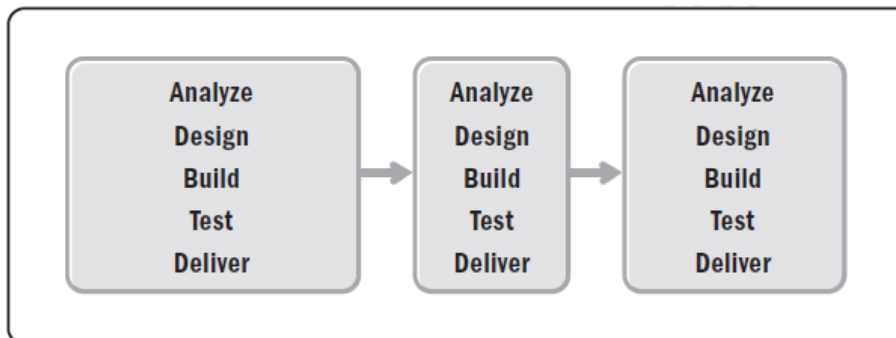 Analyze
Design
Build
Test
Deliver
Analyze
Design
Build
Test
Deliver
Analyze
Design
Build
Test
Deliver